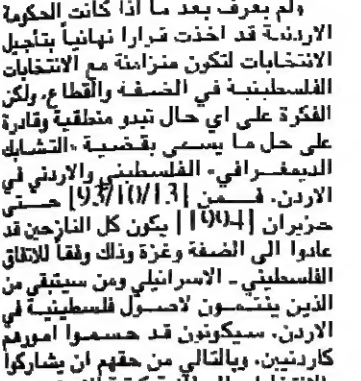 ولم يعرف بعد ما اذا كانت الحكومة
الاردنية قد اخذت قرارا نهائياً بتأجيل
الانتخابات لتكون متزامنة مع الانتخابات
الفلسطينية في الضفة والقطاع، ولكن
الفكرة على اي حال تبدو منطقية وقادرة
على حل ما يسمى بقضية «التشابك
الديمغرافي» الفلسطيني والاردني في
الاردن. فـمن [93/10/13] حتى
حزيران [1994] يكون كل النازحين قد
عادوا الى الضفة وغزة وذلك وفقاً للاتفاق
الفلسطيني - الاسرائيلي ومن سيتبقى من
الذين ينتمون لاصول فلسطينية في
الاردن، سيكونون قد حسموا امورهم
كاردنيين، وبالتالي من حقهم ان يشاركوا